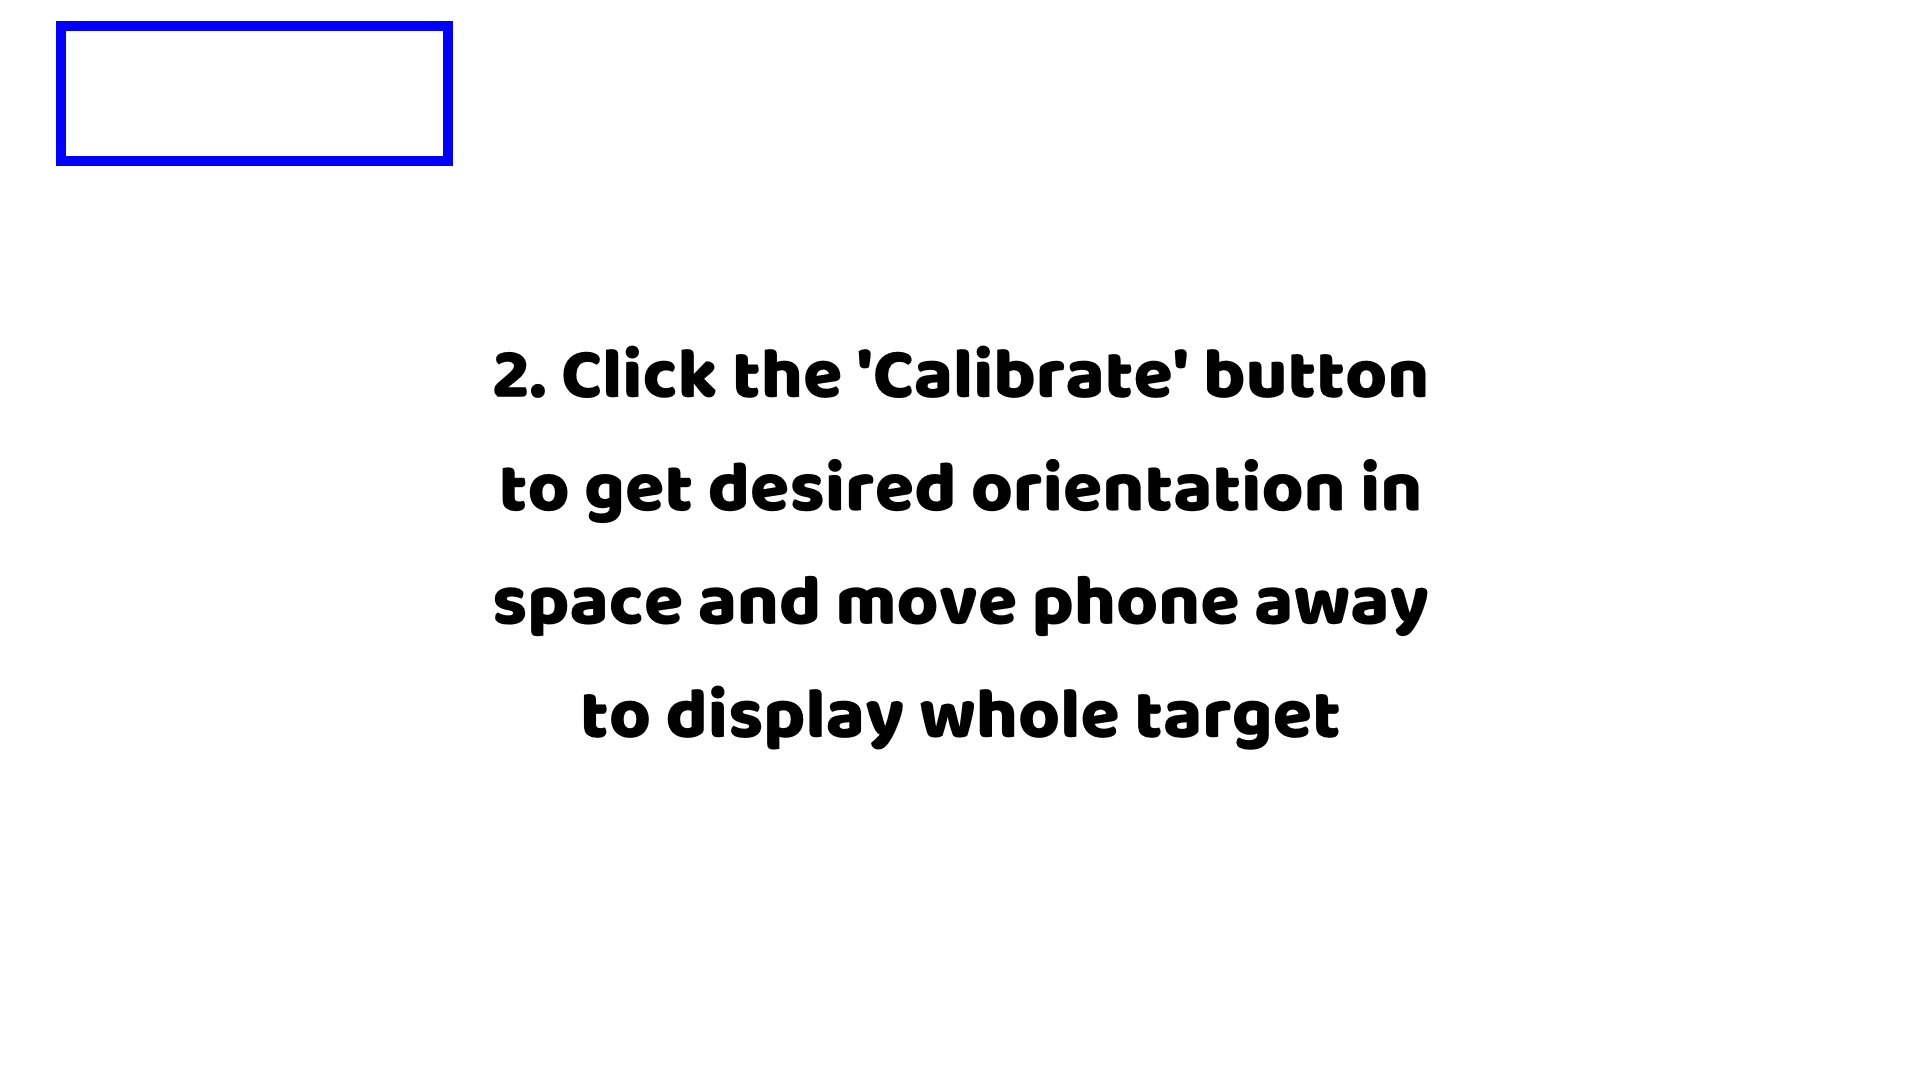 2. Click the 'Calibrate' button
to get desired orientation in
space and move phone away
to display whole target